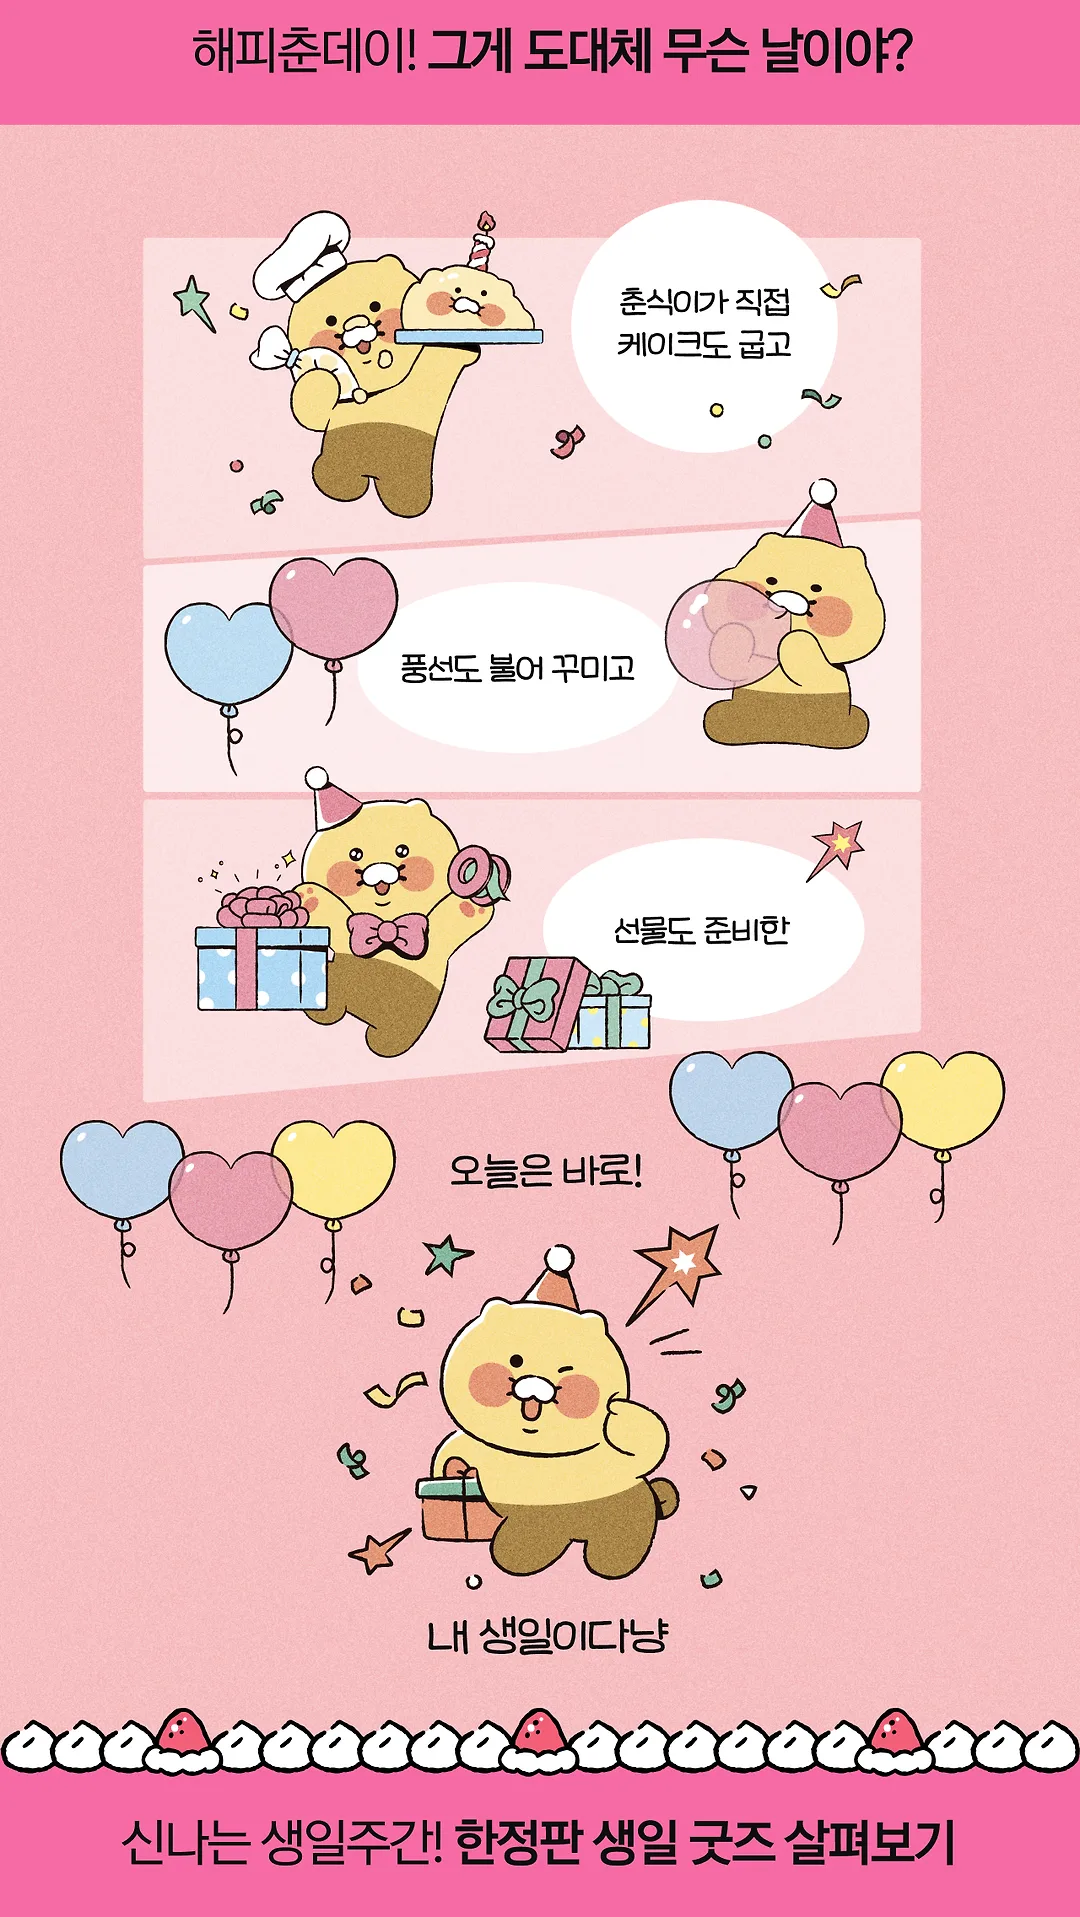 해피춘데이! 그게 도대체 무슨 날이야?
춘식이가 직접
케이크도 굽고
풍선도 불어 꾸미고
선물도 준비한
오늘은 바로!
내 생일이다냥
신나는 생일주간! 한정판 생일 굿즈 살펴보기